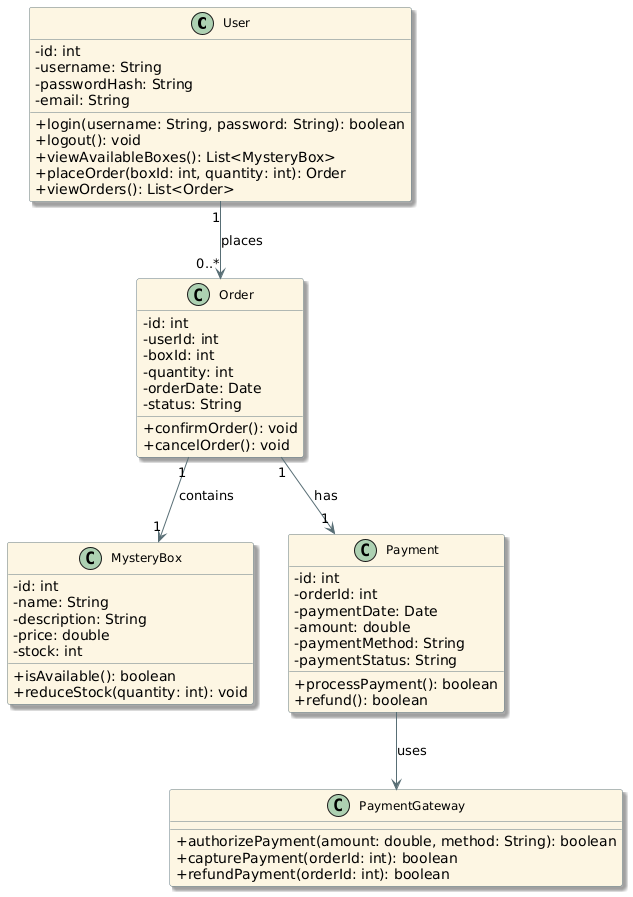 C User
-id: int
-username: String
-passwordHash: String
-email: String
+login(username: String, password: String): boolean
+logout(): void
+viewAvailableBoxes(): List<MysteryBox>
+placeOrder(boxId: int, quantity: int): Order
+viewOrders(): List<Order>
1
places
0..*
C Order
-id: int
-userId: int
-boxId: int
-quantity: int
-orderDate: Date
-status: String
+confirmOrder(): void
+cancelOrder(): void
1
contains
1
1
has
1
C MysteryBox
-id: int
-name: String
-description: String
-price: double
-stock: int
+isAvailable(): boolean
+reduceStock(quantity: int): void
C Payment
-id: int
-orderId: int
-paymentDate: Date
-amount: double
-paymentMethod: String
-paymentStatus: String
+processPayment(): boolean
+refund(): boolean
uses
C PaymentGateway
+authorizePayment(amount: double, method: String): boolean
+capturePayment(orderId: int): boolean
+refundPayment(orderId: int): boolean